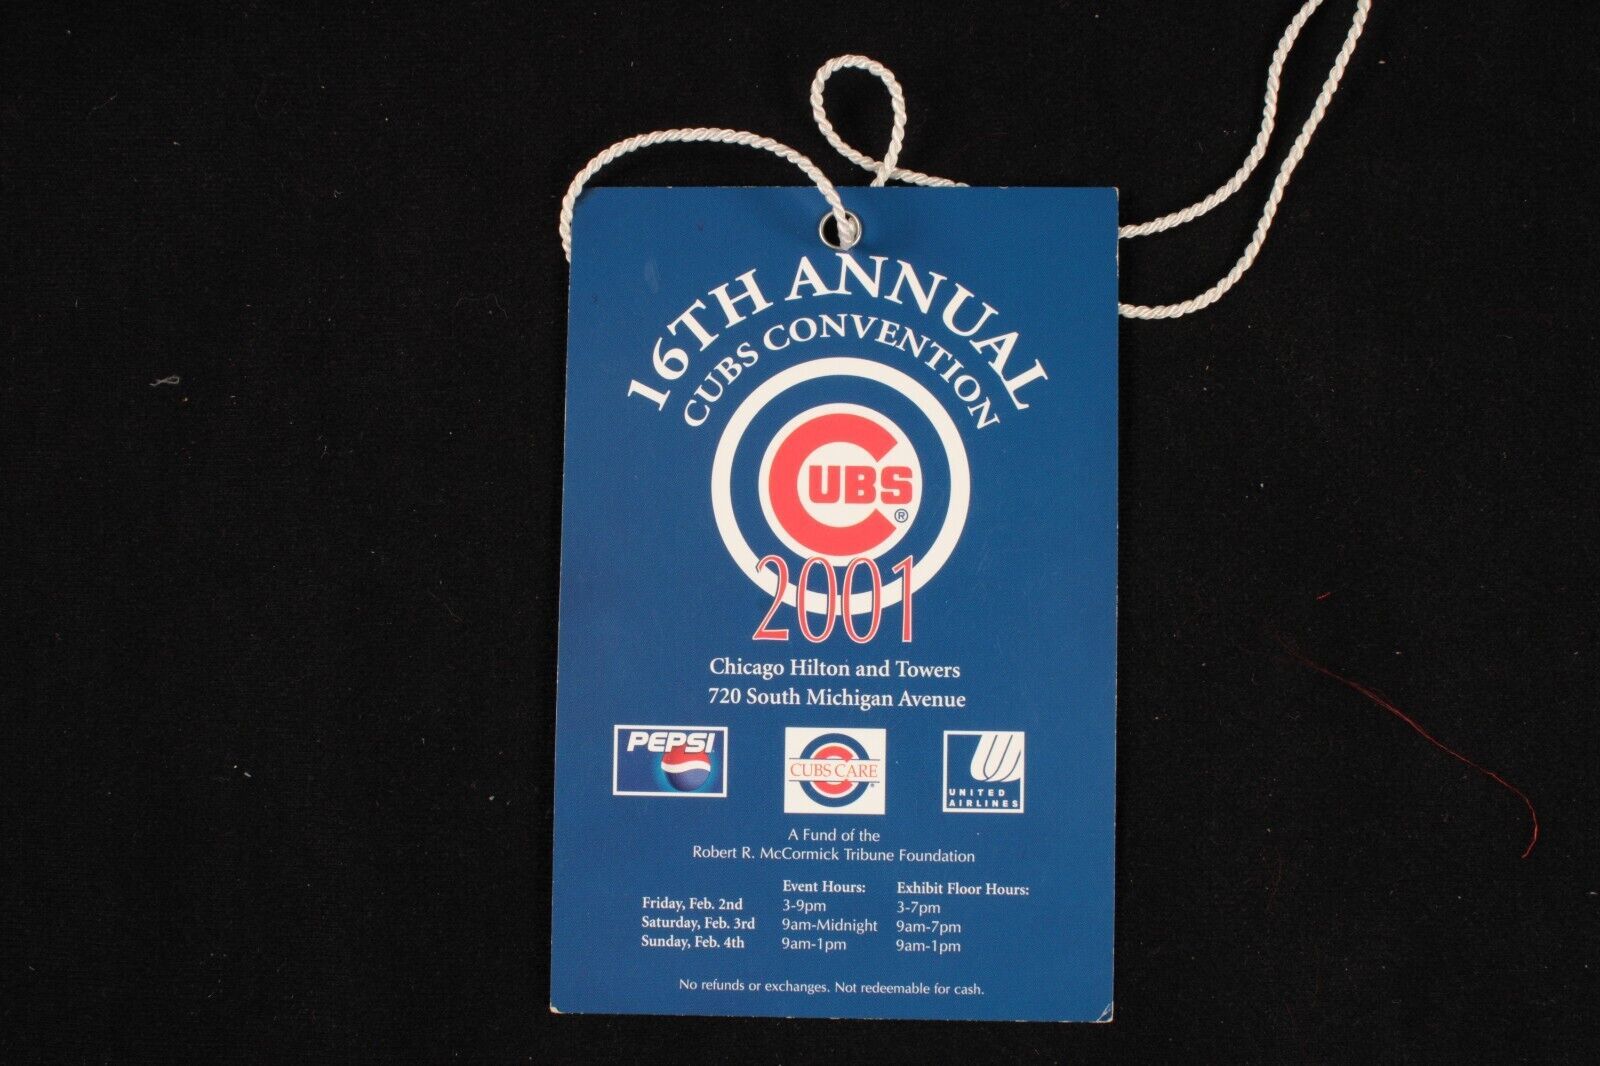 16TH ANNUAL
CUBS CONVENTION
CUBS ®
2001
Chicago Hilton and Towers
720 South Michigan Avenue
PEPSI
CUBS CARE
UNITED
AIRLINES
A Fund of the
Robert R. McCormick Tribune Foundation
Event Hours: Exhibit Floor Hours:
Friday, Feb. 2nd 3-9pm 3-7pm
Saturday, Feb. 3rd 9am-Midnight 9am-7pm
Sunday, Feb. 4th 9am-1pm 9am-1pm
No refunds or exchanges. Not redeemable for cash.